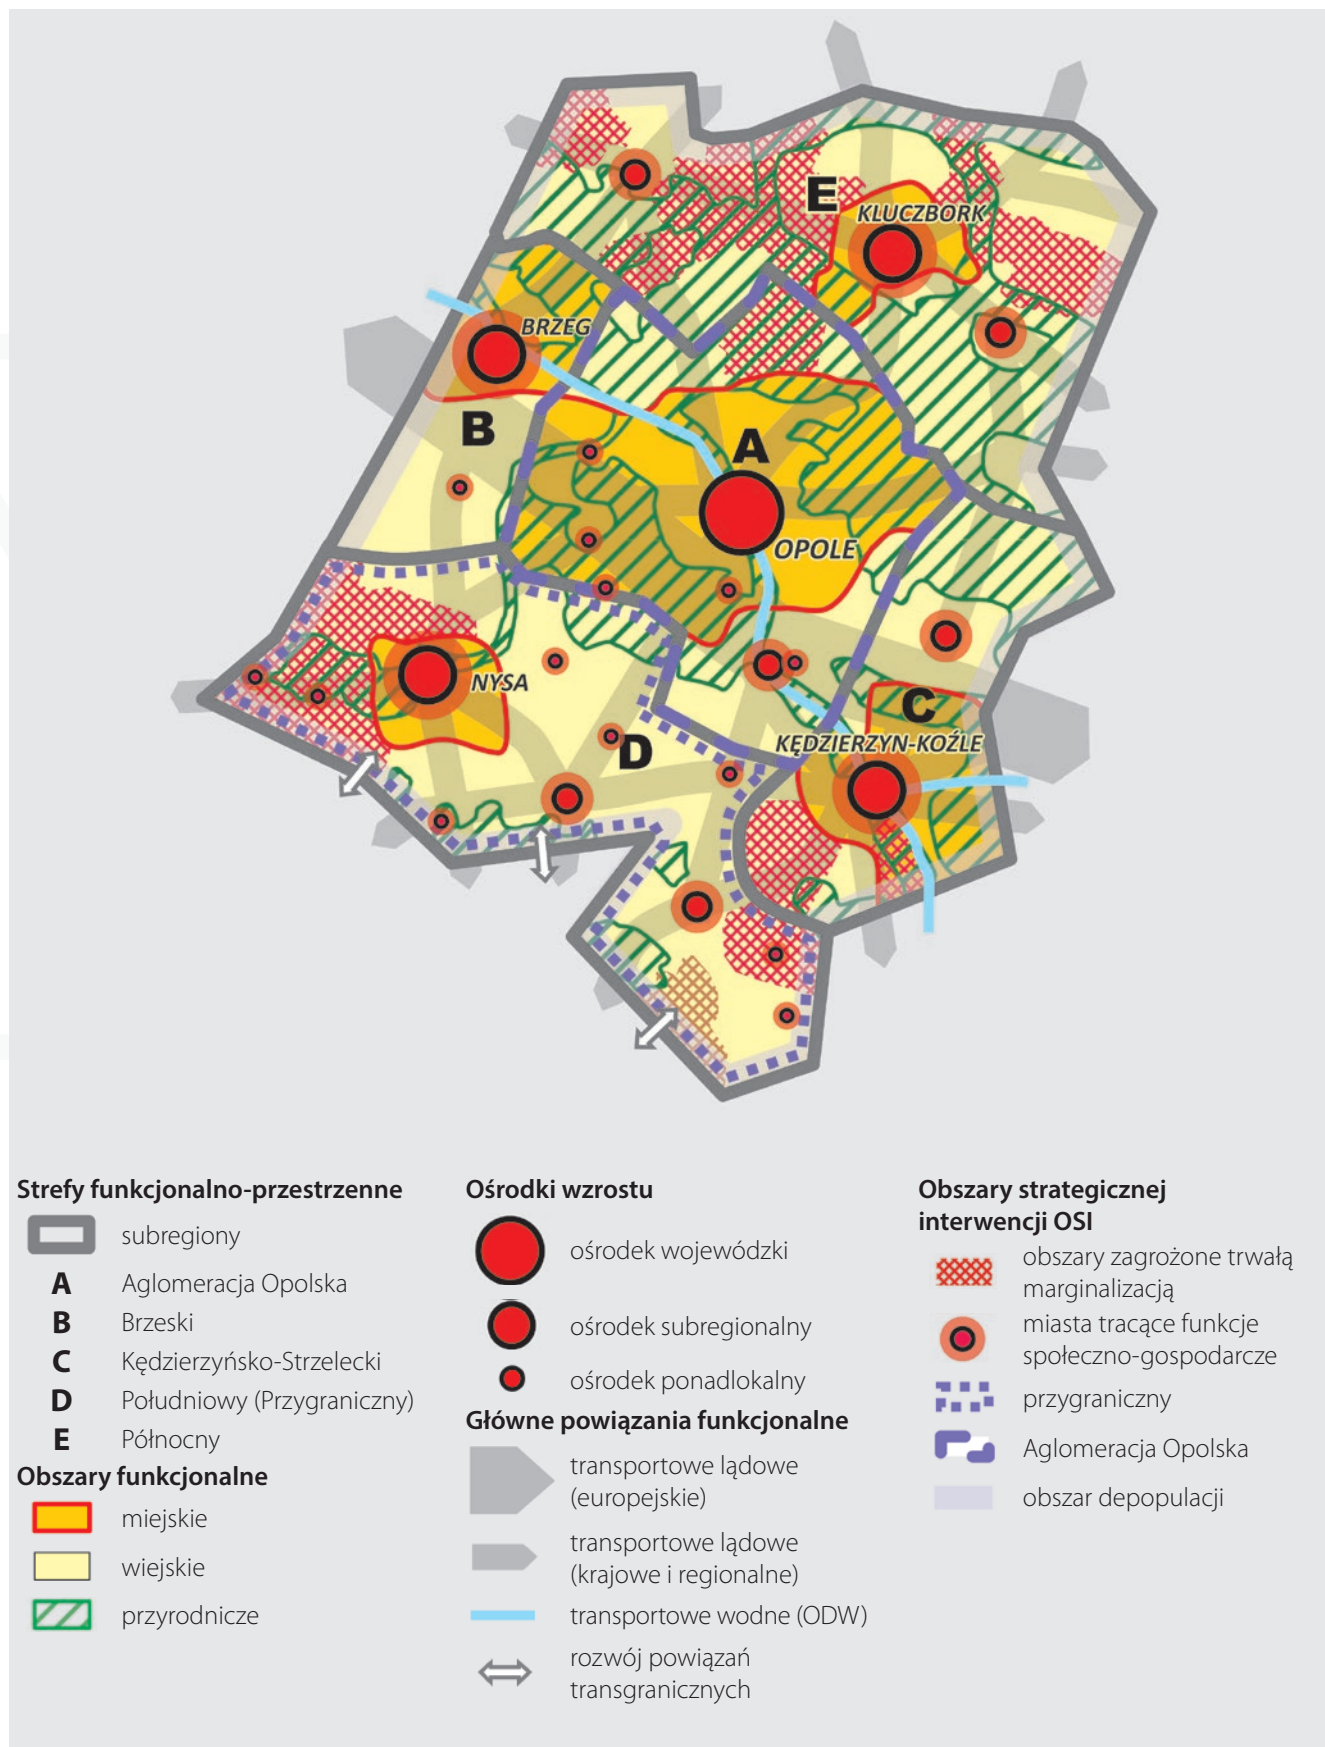 E
KLUCZBORK
BRZEG
B
A
OPOLE
NYSA
C
D
KĘDZIERZYN-KOŹLE
Strefy funkcjonalno-przestrzenne
subregiony
A Aglomeracja Opolska
B Brzeski
C Kędzierzyńsko-Strzelecki
D Południowy (Przygraniczny)
E Północny
Obszary funkcjonalne
miejskie
wiejskie
przyrodnicze
Ośrodki wzrostu
ośrodek wojewódzki
ośrodek subregionalny
ośrodek ponadlokalny
Główne powiązania funkcjonalne
transportowe lądowe
(europejskie)
transportowe lądowe
(krajowe i regionalne)
transportowe wodne (ODW)
rozwój powiązań
transgranicznych
Obszary strategicznej
interwencji OSI
obszary zagrożone trwałą
marginalizacją
miasta tracące funkcje
społeczno-gospodarcze
przygraniczny
Aglomeracja Opolska
obszar depopulacji